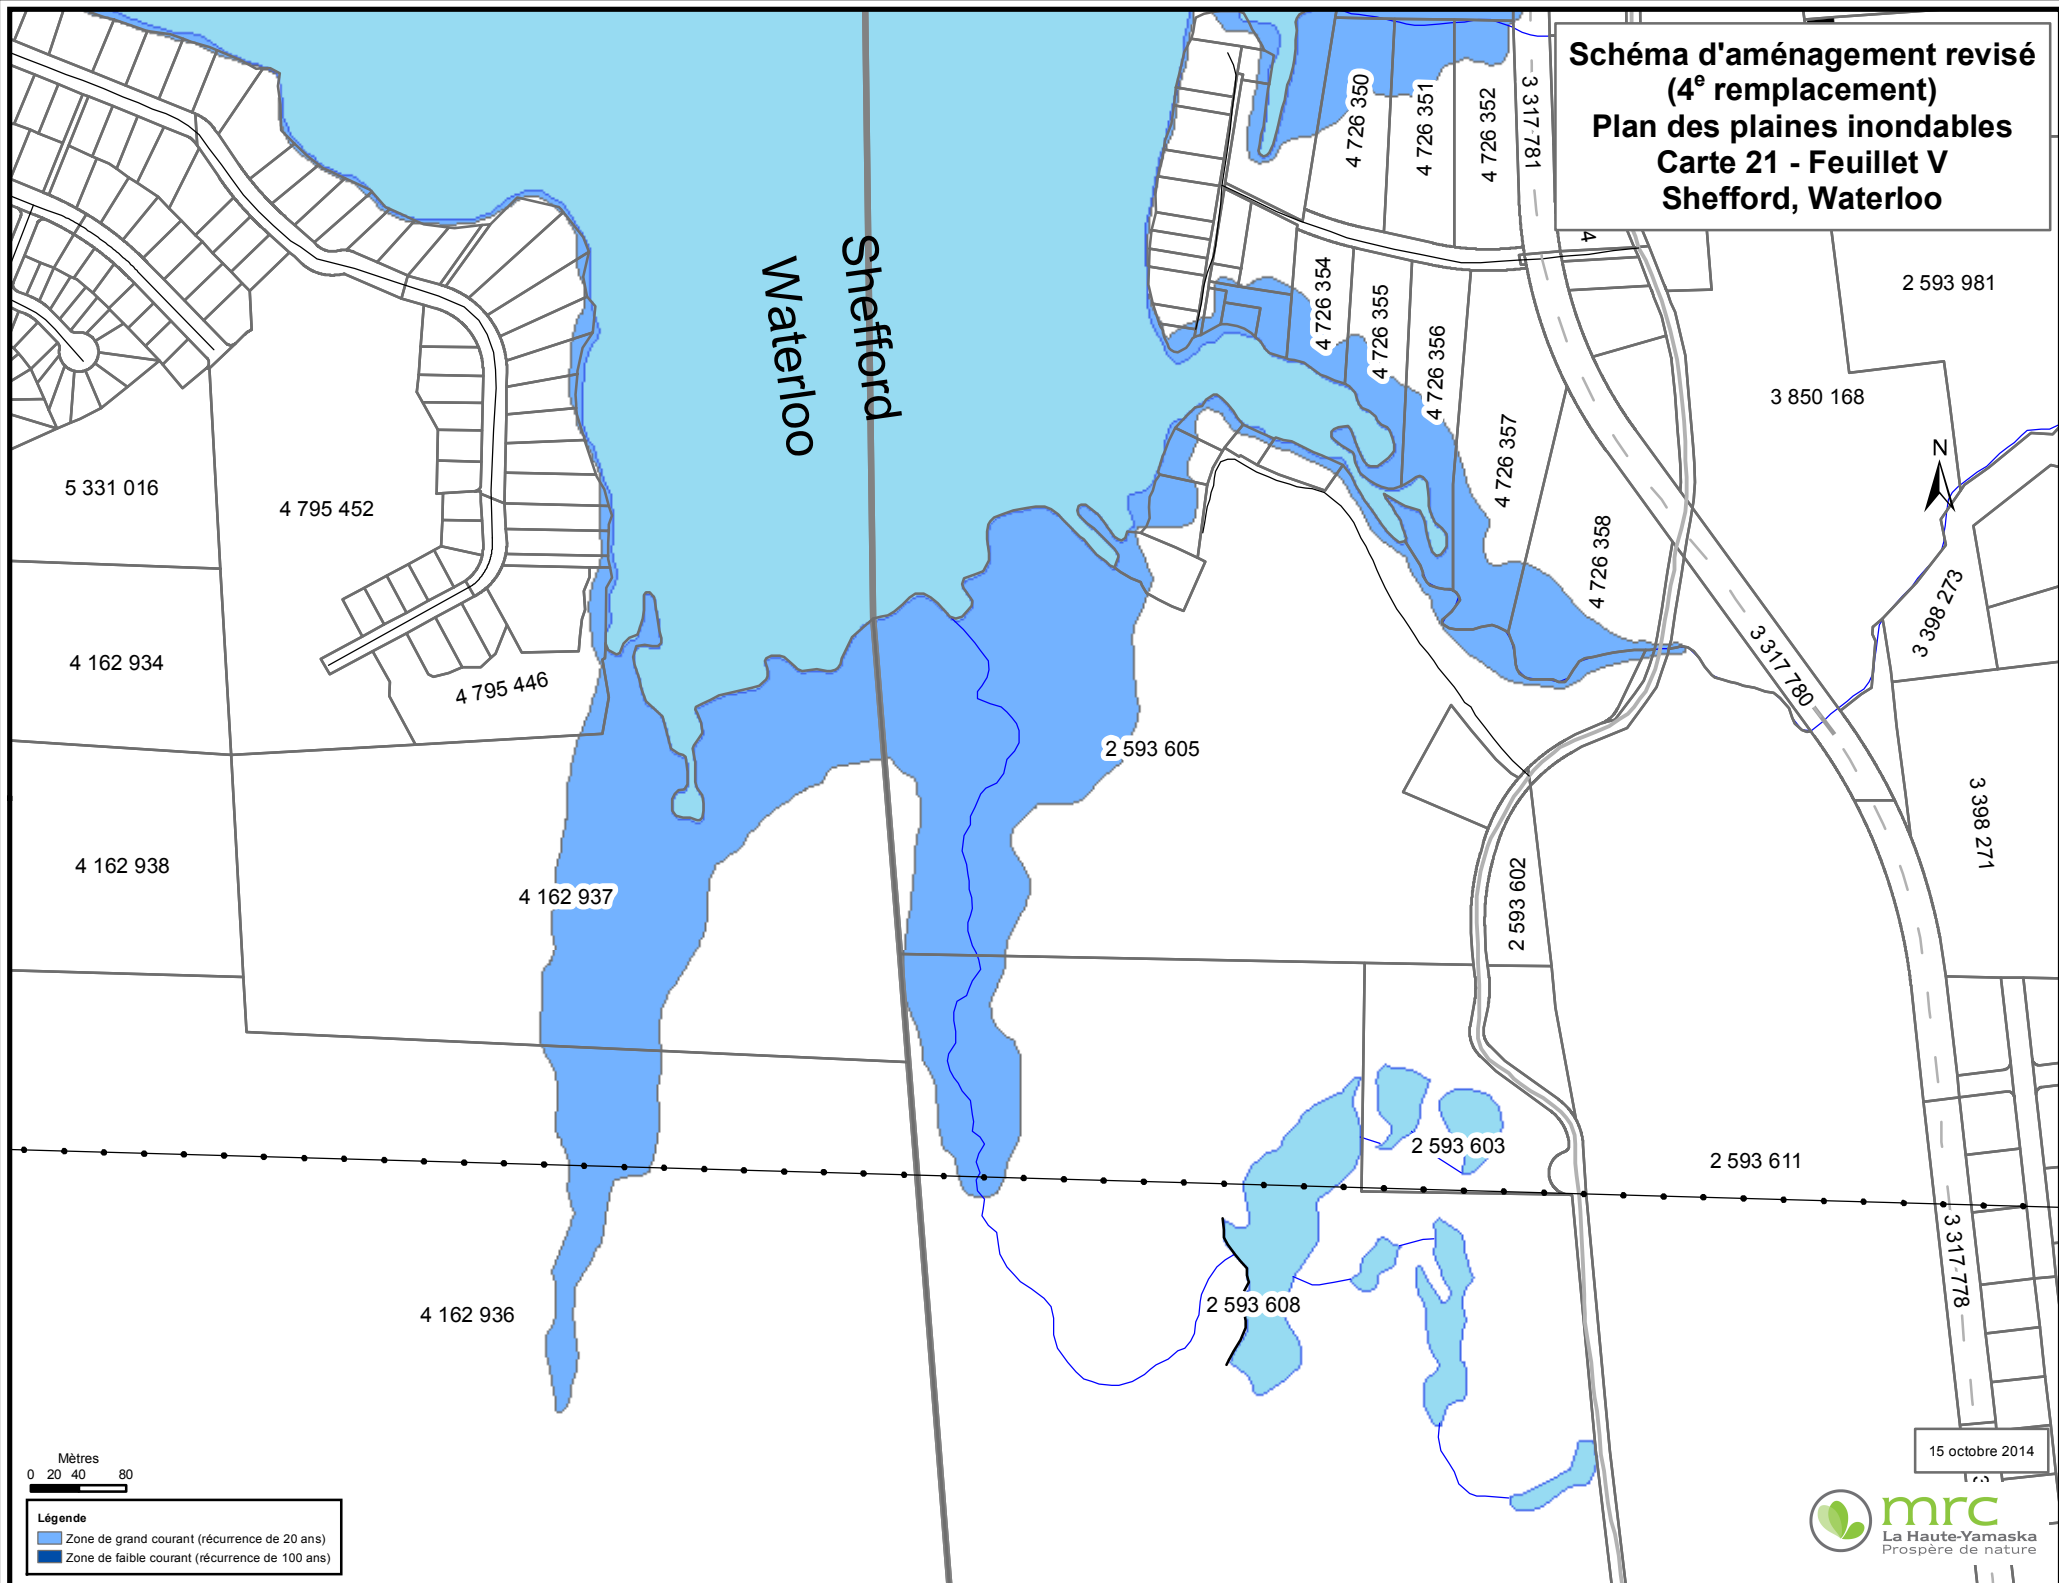 Schéma d'aménagement revisé
(4e remplacement)
Plan des plaines inondables
Carte 21 - Feuillet V
Shefford, Waterloo
4 726 350
4 726 351
4 726 352
3 317 781
4
2 593 981
Shefford
Waterloo
4 726 354
4 726 355
4 726 356
4 726 357
4 726 358
3 850 168
N
5 331 016
4 795 452
3 398 273
4 162 934
4 795 446
3 317 780
2 593 605
3 398 271
4 162 938
4 162 937
2 593 602
2 593 603
2 593 611
3 317 778
4 162 936
2 593 608
15 octobre 2014
Mètres
0 20 40 80
Légende
Zone de grand courant (récurrence de 20 ans)
Zone de faible courant (récurrence de 100 ans)
mrc
La Haute-Yamaska
Prospère de nature